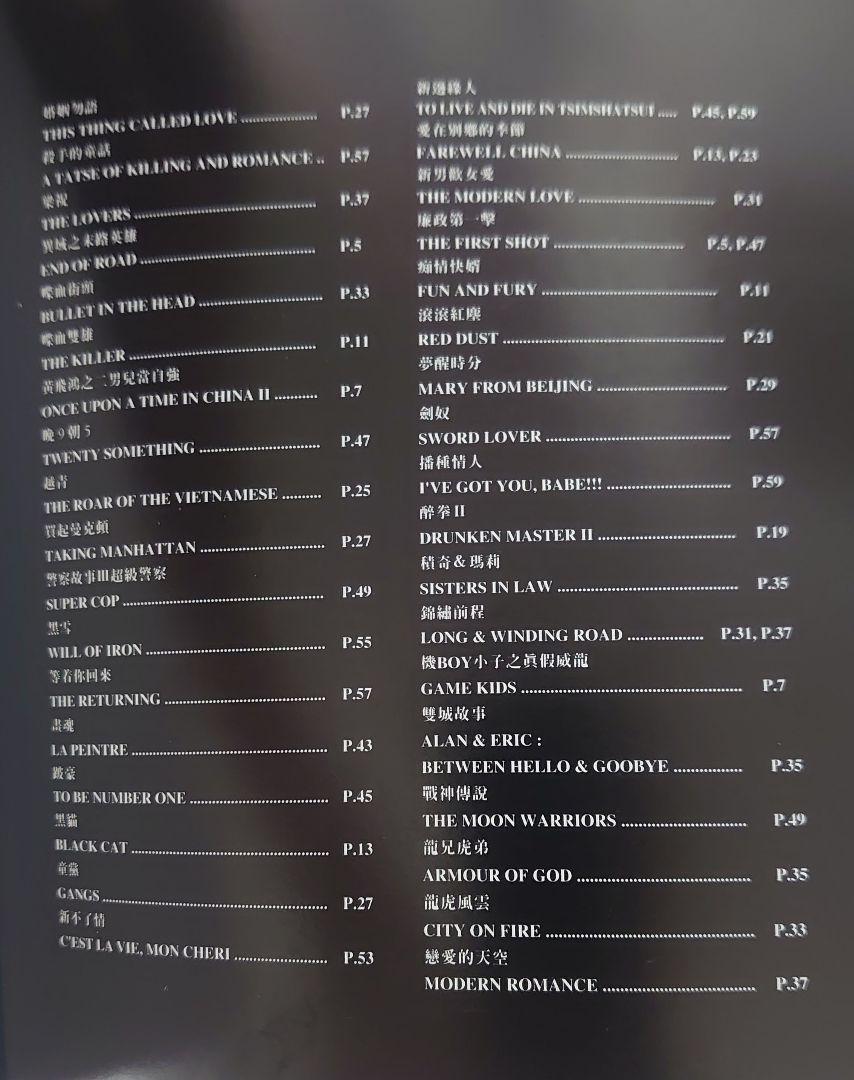 婚姻勿語
THIS THING CALLED LOVE ..................... P.27
殺手的童話
A TATSE OF KILLING AND ROMANCE .. P.57
梁祝
THE LOVERS .................................................... P.37
異域之末路英雄
END OF ROAD .................................................. P.5
喋血街頭
BULLET IN THE HEAD ................................... P.33
喋血雙雄
THE KILLER ..................................................... P.11
黃飛鴻之二男兒當自強
ONCE UPON A TIME IN CHINA II ........... P.7
晚9朝5
TWENTY SOMETHING .................................. P.47
越青
THE ROAR OF THE VIETNAMESE .......... P.25
買起曼克頓
TAKING MANHATTAN ................................... P.27
警察故事III超級警察
SUPER COP ......................................................... P.49
黑雪
WILL OF IRON .................................................. P.55
等着你回來
THE RETURNING ............................................. P.57
畫魂
LA PEINTRE ....................................................... P.43
跛豪
TO BE NUMBER ONE ....................................... P.45
黑貓
BLACK CAT ........................................................ P.13
童黨
GANGS ................................................................. P.27
新不了情
C'EST LA VIE, MON CHERI .......................... P.53
新邊緣人
TO LIVE AND DIE IN TSIMSHATSUI ..... P.45, P.59
愛在別鄉的季節
FAREWELL CHINA ................................ P.13, P.23
新男歡女愛
THE MODERN LOVE ....................................... P.31
廉政第一擊
THE FIRST SHOT ..................................... P.5, P.47
痴情快婿
FUN AND FURY .................................................. P.11
滾滾紅塵
RED DUST ............................................................... P.21
夢醒時分
MARY FROM BEIJING ..................................... P.29
劍奴
SWORD LOVER .................................................... P.57
播種情人
I'VE GOT YOU, BABE!!! ................................... P.59
醉拳II
DRUNKEN MASTER II ....................................... P.19
積奇&瑪莉
SISTERS IN LAW ................................................... P.35
錦繡前程
LONG & WINDING ROAD ..................... P.31, P.37
機BOY小子之眞假威龍
GAME KIDS ............................................................... P.7
雙城故事
ALAN & ERIC :
BETWEEN HELLO & GOOBYE ................... P.35
戰神傳說
THE MOON WARRIORS ................................... P.49
龍兄虎弟
ARMOUR OF GOD ................................................. P.35
龍虎風雲
CITY ON FIRE .......................................................... P.33
戀愛的天空
MODERN ROMANCE ........................................... P.37